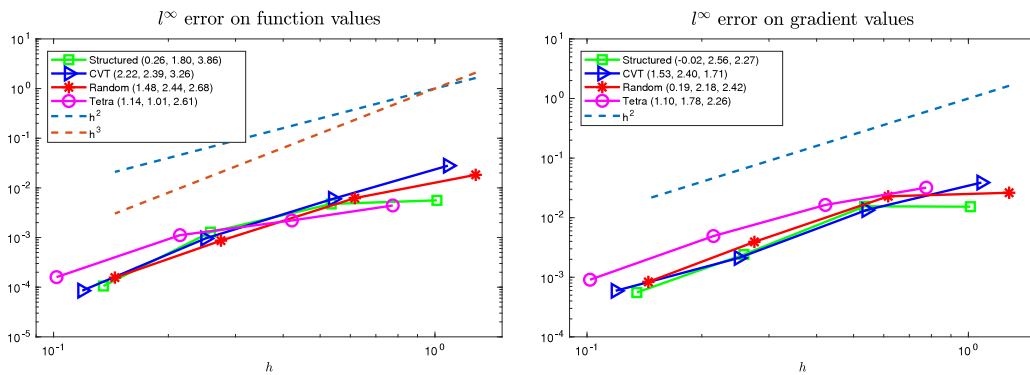 l∞ error on function values
10^1
10^0
10^-1
10^-2
10^-3
10^-4
10^-5
Structured (0.26, 1.80, 3.86)
CVT (2.22, 2.39, 3.26)
Random (1.48, 2.44, 2.68)
Tetra (1.14, 1.01, 2.61)
h^2
h^3
10^-1
10^0
h
l∞ error on gradient values
10^1
10^0
10^-1
10^-2
10^-3
10^-4
Structured (-0.02, 2.56, 2.27)
CVT (1.53, 2.40, 1.71)
Random (0.19, 2.18, 2.42)
Tetra (1.10, 1.78, 2.26)
h^2
10^-1
10^0
h